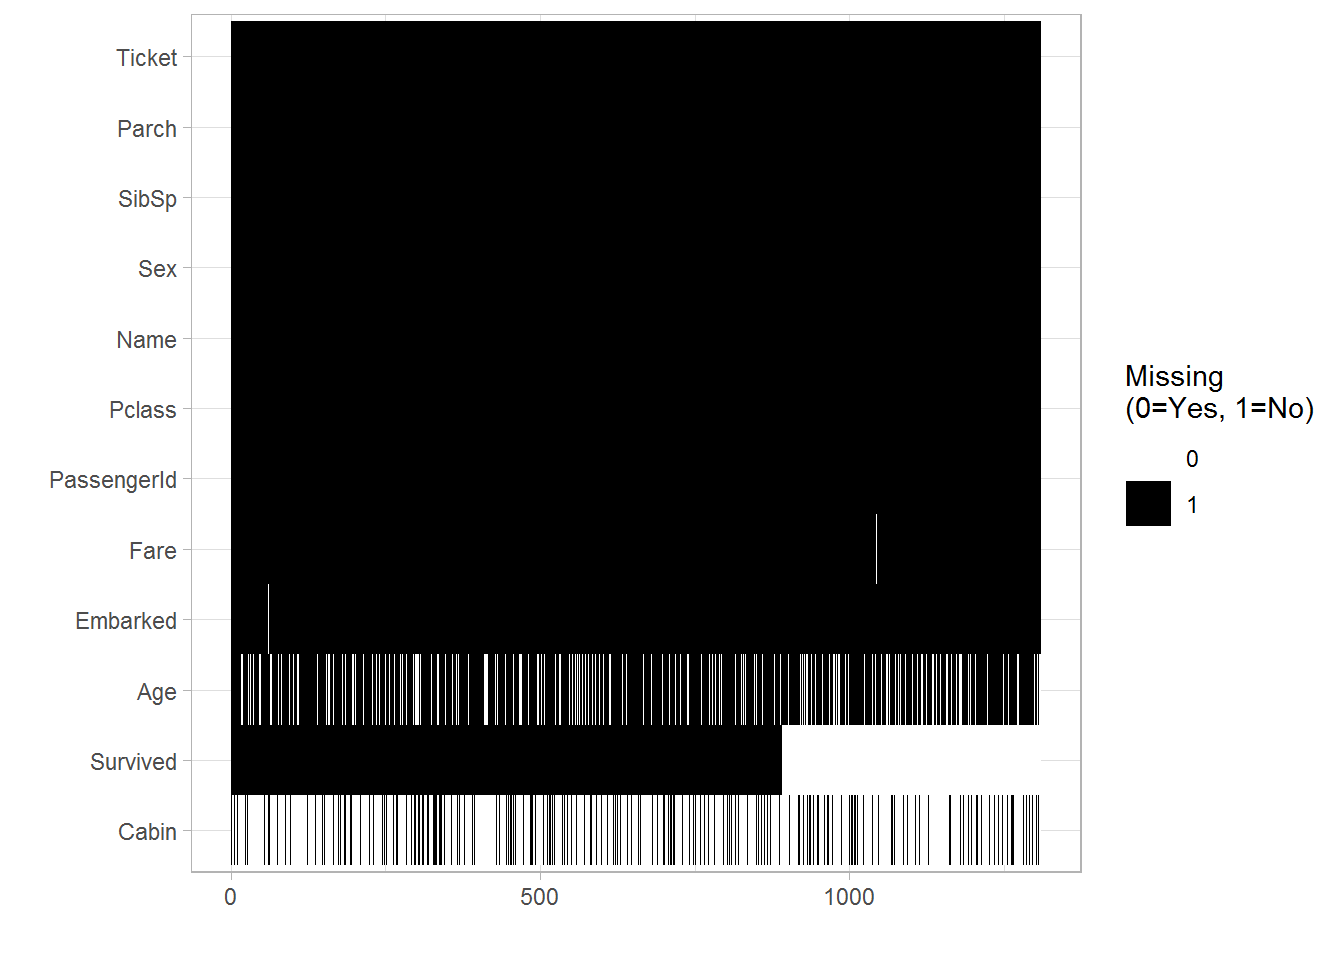 Ticket
Parch
SibSp
Sex
Name
Pclass
PassengerId
Fare
Embarked
Age
Survived
Cabin
0
500
1000
Missing
(0=Yes, 1=No)
0
1